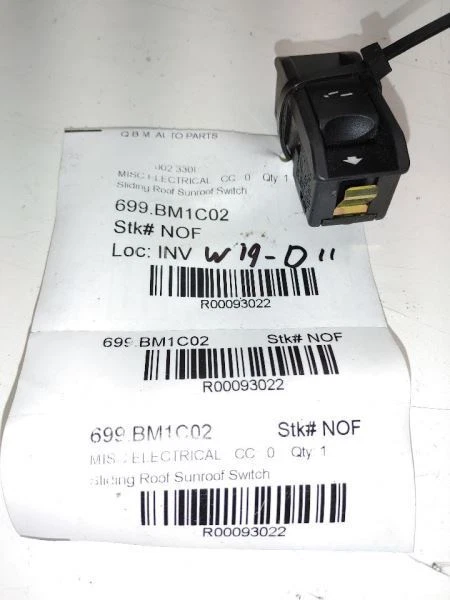 Q B M AUTO PARTS
002 330I
MISC ELECTRICAL CC 0 Qty 1
Sliding Roof Sunroof Switch
699.BM1C02
Stk# NOF
Loc: INV W19-D11
R00093022
699.BM1C02 Stk# NOF
R00093022
699.BM1C02 Stk# NOF
MISC ELECTRICAL CC 0 Qty 1
Sliding Roof Sunroof Switch
R00093022